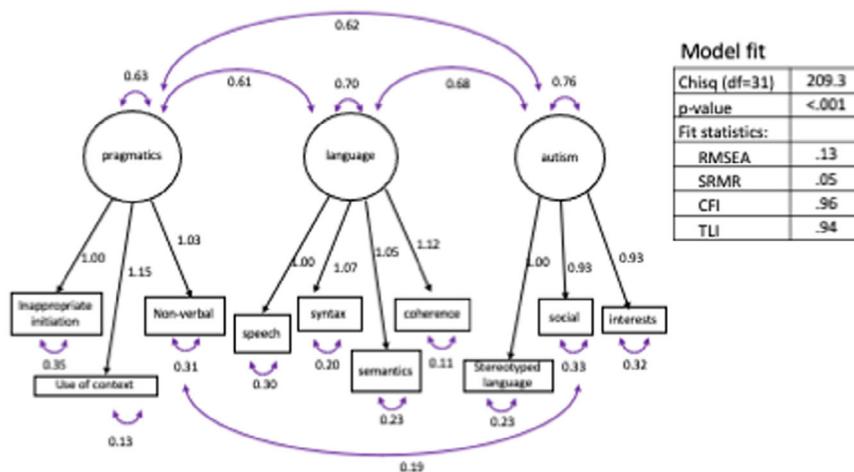 0.62
Model fit
Chisq (df=31) 209.3
p-value <.001
Fit statistics:
RMSEA .13
SRMR .05
CFI .96
TLI .94
0.63
0.61
0.70
0.68
0.76
pragmatics
language
autism
1.00
1.15
1.03
1.00
1.07
1.05
1.12
1.00
0.93
0.93
Inappropriate
initiation
Non-verbal
speech
syntax
coherence
social
interests
0.35
Use of context
0.31
0.30
0.20
semantics
0.11
Stereotyped
language
0.33
0.32
0.13
0.23
0.23
0.19